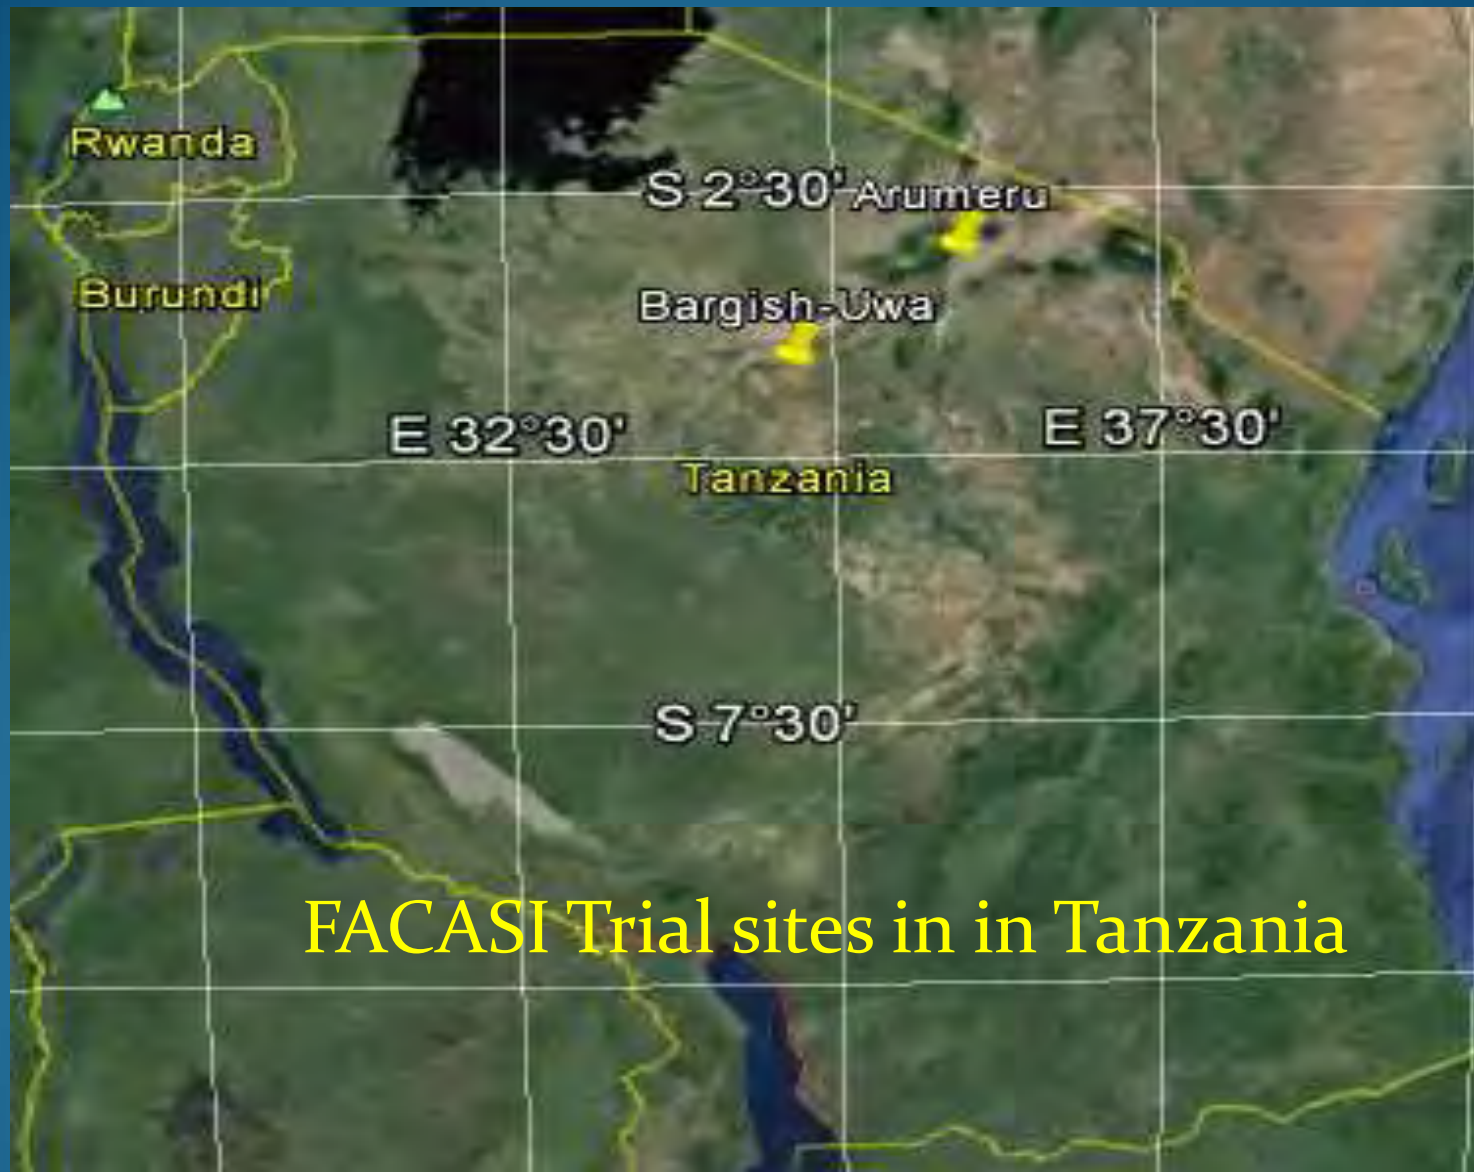 Rwanda
S 2°30'
Arumeru
Burundi
Bargish-Uwa
E 32°30'
E 37°30'
Tanzania
S 7°30'
FACASI Trial sites in in Tanzania